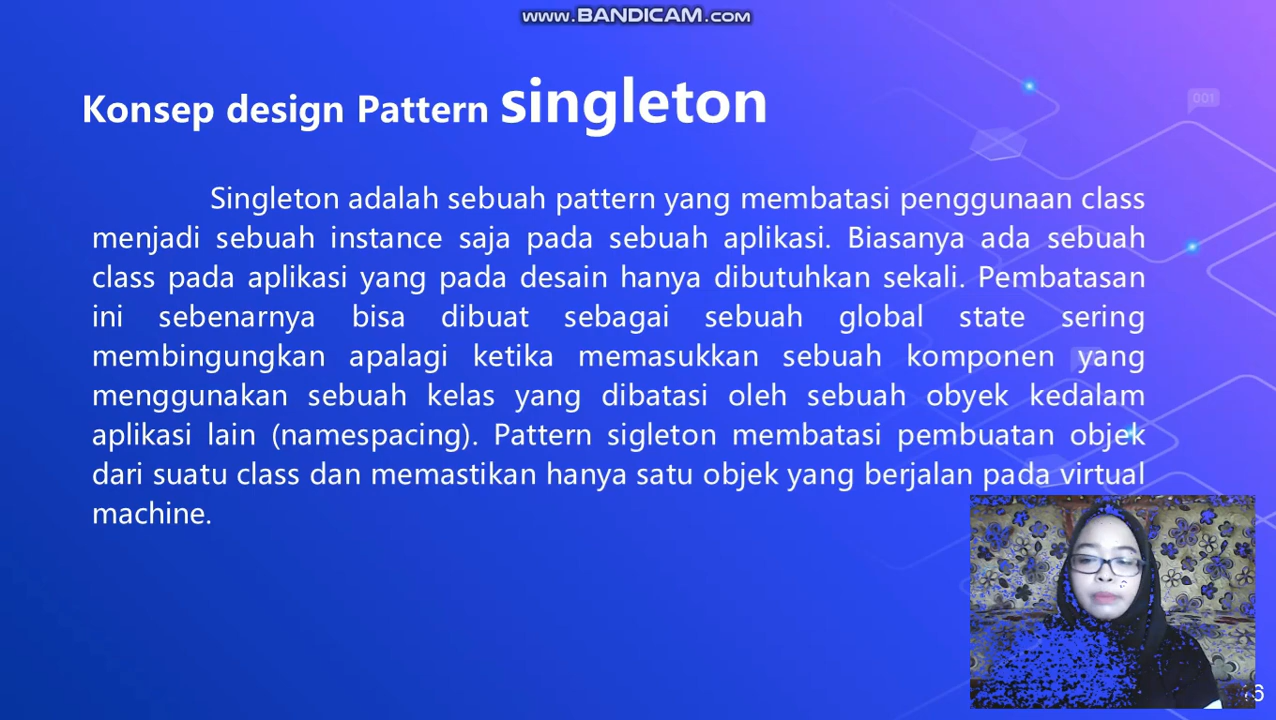 www.BANDICAM.com
Konsep design Pattern singleton
001
Singleton adalah sebuah pattern yang membatasi penggunaan class
menjadi sebuah instance saja pada sebuah aplikasi. Biasanya ada sebuah
class pada aplikasi yang pada desain hanya dibutuhkan sekali. Pembatasan
ini sebenarnya bisa dibuat sebagai sebuah global state sering
membingungkan apalagi ketika memasukkan sebuah komponen yang
menggunakan sebuah kelas yang dibatasi oleh sebuah obyek kedalam
aplikasi lain (namespacing). Pattern sigleton membatasi pembuatan objek
dari suatu class dan memastikan hanya satu objek yang berjalan pada virtual
machine.